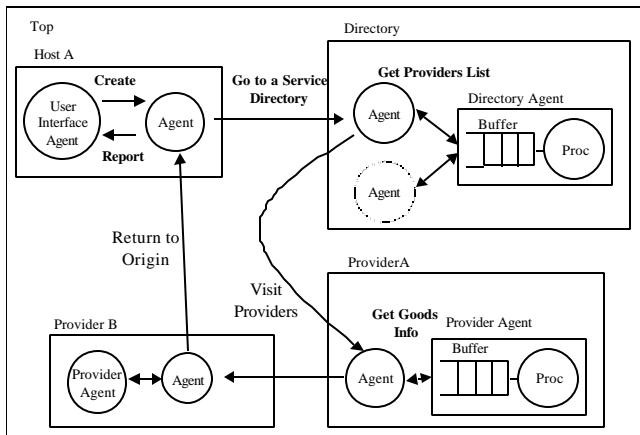 Top
Host A
Create
User
Interface
Agent
Agent
Report
Go to a Service
Directory
Directory
Get Providers List
Agent
Directory Agent
Buffer
Proc
Agent
Return to
Origin
Visit
Providers
ProviderA
Get Goods
Info
Provider Agent
Buffer
Agent
Proc
Provider B
Provider
Agent
Agent